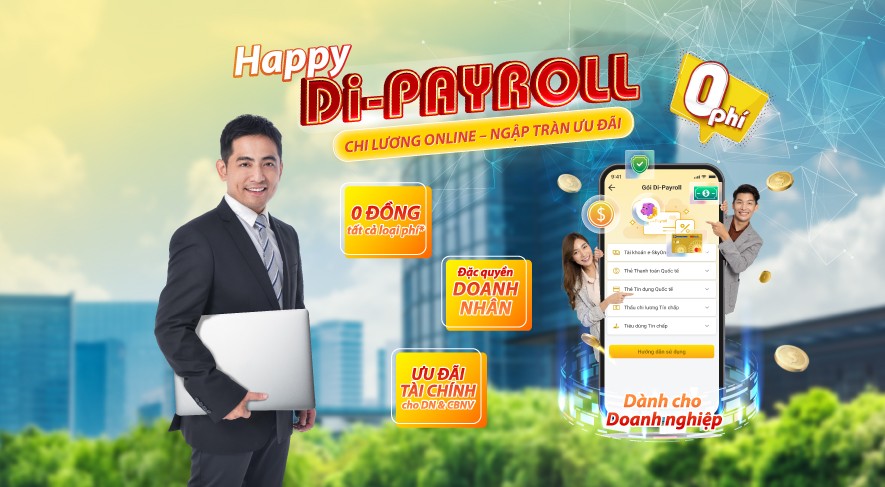 Happy
Di-PAYROLL
CHI LƯƠNG ONLINE – NGẬP TRÀN ƯU ĐÃI
0 phí
0 ĐỒNG
tất cả loại phí*
Đặc quyền
DOANH
NHÂN
ƯU ĐÃI
TÀI CHÍNH
cho DN & CBNV
9:41
Gói Di-Payroll
Thẻ Thanh toán Quốc tế
Thẻ Tín dụng Quốc tế
Thấu chi lương Tín chấp
Tiêu dùng Tín chấp
Hướng dẫn sử dụng
Dành cho
Doanh nghiệp